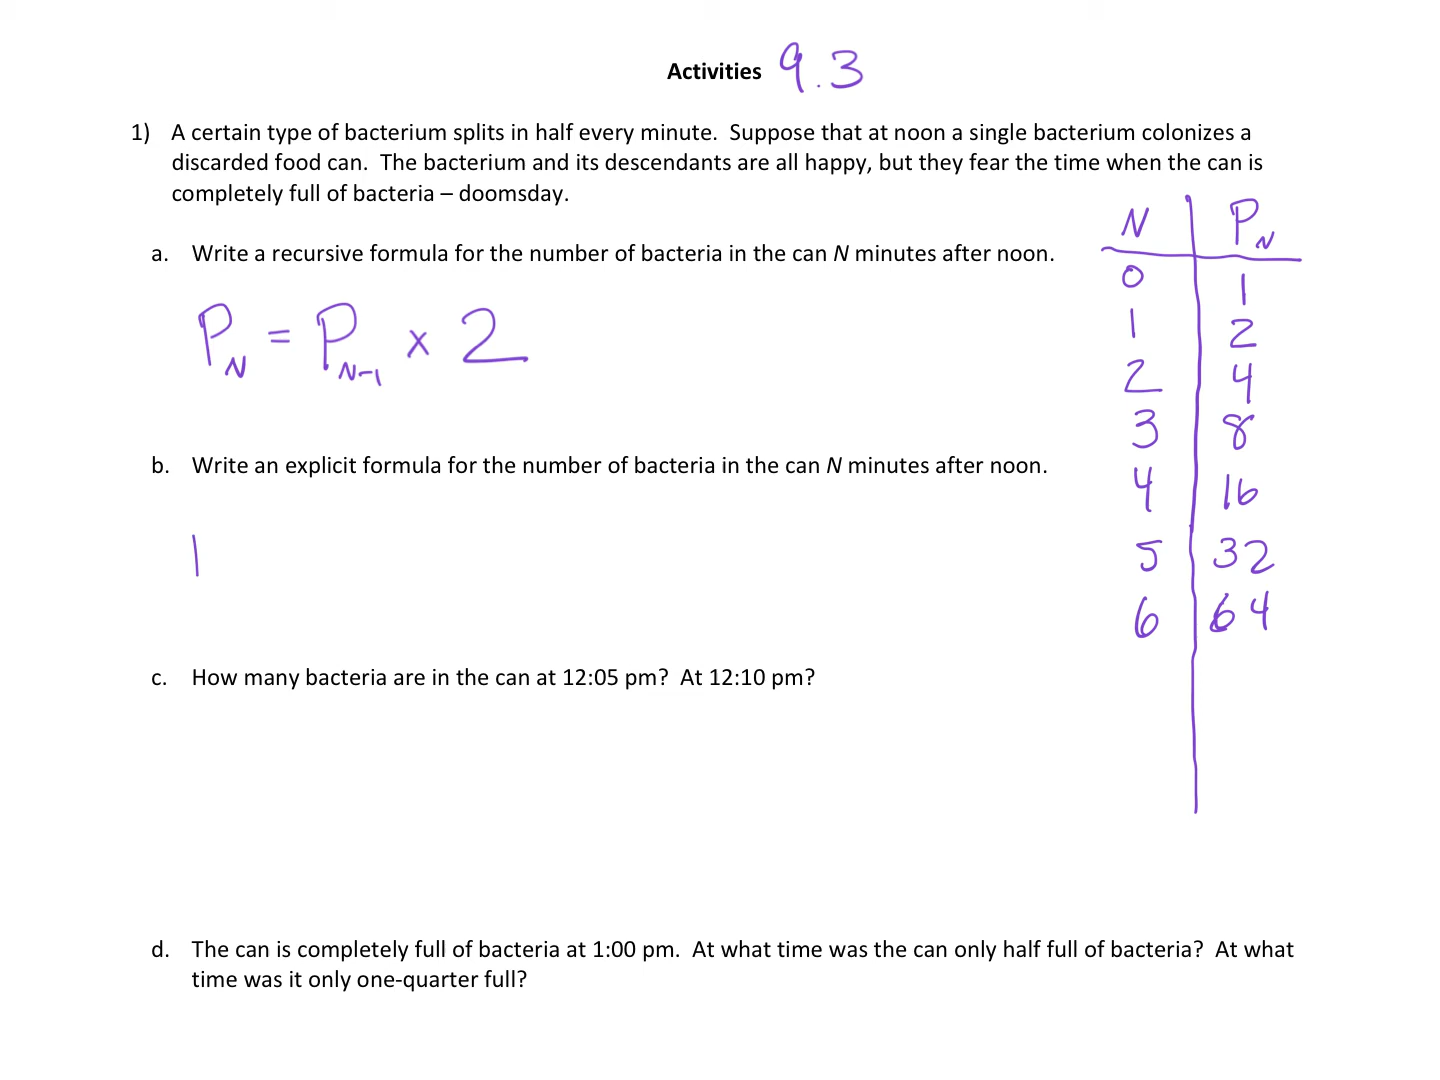 Activities 9.3
1) A certain type of bacterium splits in half every minute. Suppose that at noon a single bacterium colonizes a
discarded food can. The bacterium and its descendants are all happy, but they fear the time when the can is
completely full of bacteria – doomsday.
N P_N
a. Write a recursive formula for the number of bacteria in the can N minutes after noon.
0 1
P_N = P_{N-1} × 2
1 2
2 4
3 8
b. Write an explicit formula for the number of bacteria in the can N minutes after noon.
4 16
5 32
6 64
c. How many bacteria are in the can at 12:05 pm? At 12:10 pm?
d. The can is completely full of bacteria at 1:00 pm. At what time was the can only half full of bacteria? At what
time was it only one-quarter full?